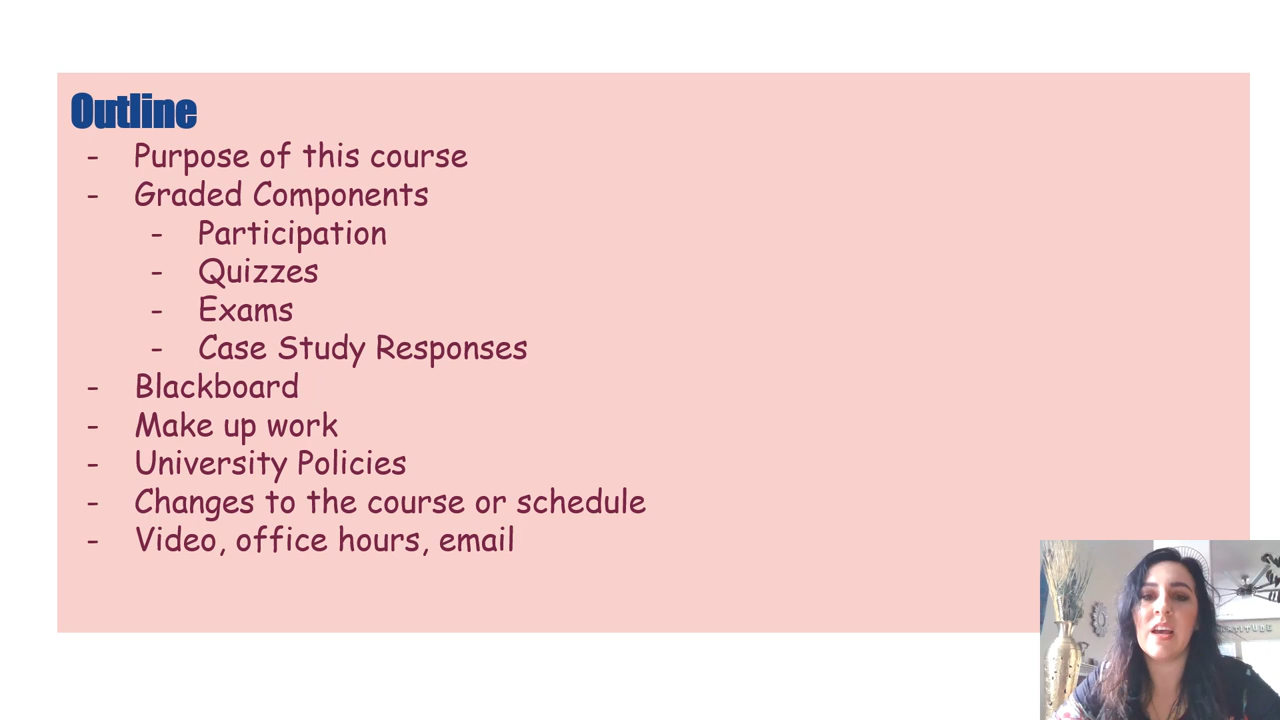 Outline
- Purpose of this course
- Graded Components
- Participation
- Quizzes
- Exams
- Case Study Responses
- Blackboard
- Make up work
- University Policies
- Changes to the course or schedule
- Video, office hours, email